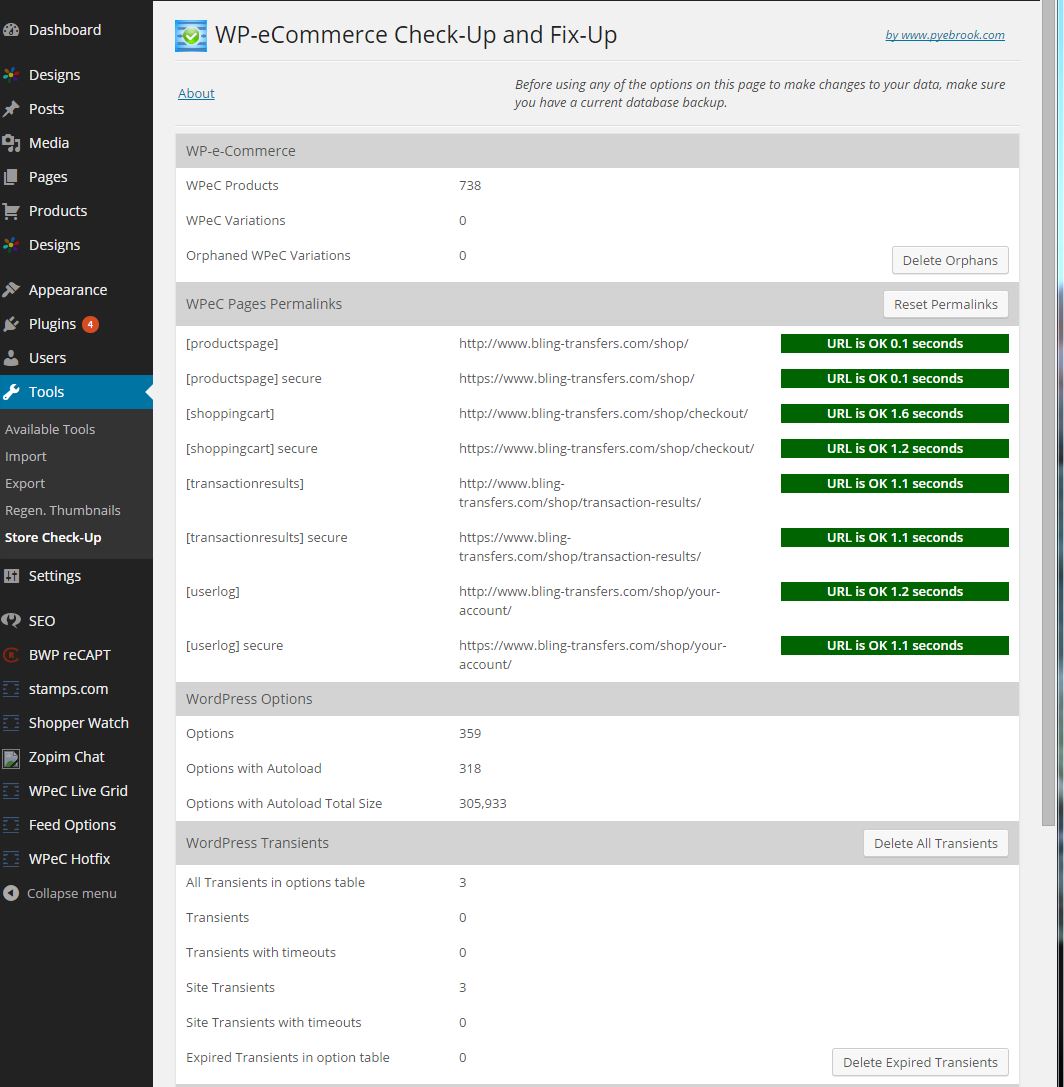 Dashboard
Designs
Posts
Media
Pages
Products
Designs
Appearance
Plugins 4
Users
Tools
Available Tools
Import
Export
Regen. Thumbnails
Store Check-Up
Settings
SEO
BWP reCAPT
stamps.com
Shopper Watch
Zopim Chat
WPeC Live Grid
Feed Options
WPeC Hotfix
Collapse menu
WP-eCommerce Check-Up and Fix-Up
by www.pyebrook.com
About
Before using any of the options on this page to make changes to your data, make sure
you have a current database backup.
WP-e-Commerce
WPeC Products 738
WPeC Variations 0
Orphaned WPeC Variations 0 Delete Orphans
WPeC Pages Permalinks Reset Permalinks
[productspage] http://www.bling-transfers.com/shop/ URL is OK 0.1 seconds
[productspage] secure https://www.bling-transfers.com/shop/ URL is OK 0.1 seconds
[shoppingcart] http://www.bling-transfers.com/shop/checkout/ URL is OK 1.6 seconds
[shoppingcart] secure https://www.bling-transfers.com/shop/checkout/ URL is OK 1.2 seconds
[transactionresults] http://www.bling- URL is OK 1.1 seconds
transfers.com/shop/transaction-results/
[transactionresults] secure https://www.bling- URL is OK 1.1 seconds
transfers.com/shop/transaction-results/
[userlog] http://www.bling-transfers.com/shop/your- URL is OK 1.2 seconds
account/
[userlog] secure https://www.bling-transfers.com/shop/your- URL is OK 1.1 seconds
account/
WordPress Options
Options 359
Options with Autoload 318
Options with Autoload Total Size 305,933
WordPress Transients Delete All Transients
All Transients in options table 3
Transients 0
Transients with timeouts 0
Site Transients 3
Site Transients with timeouts 0
Expired Transients in option table 0 Delete Expired Transients